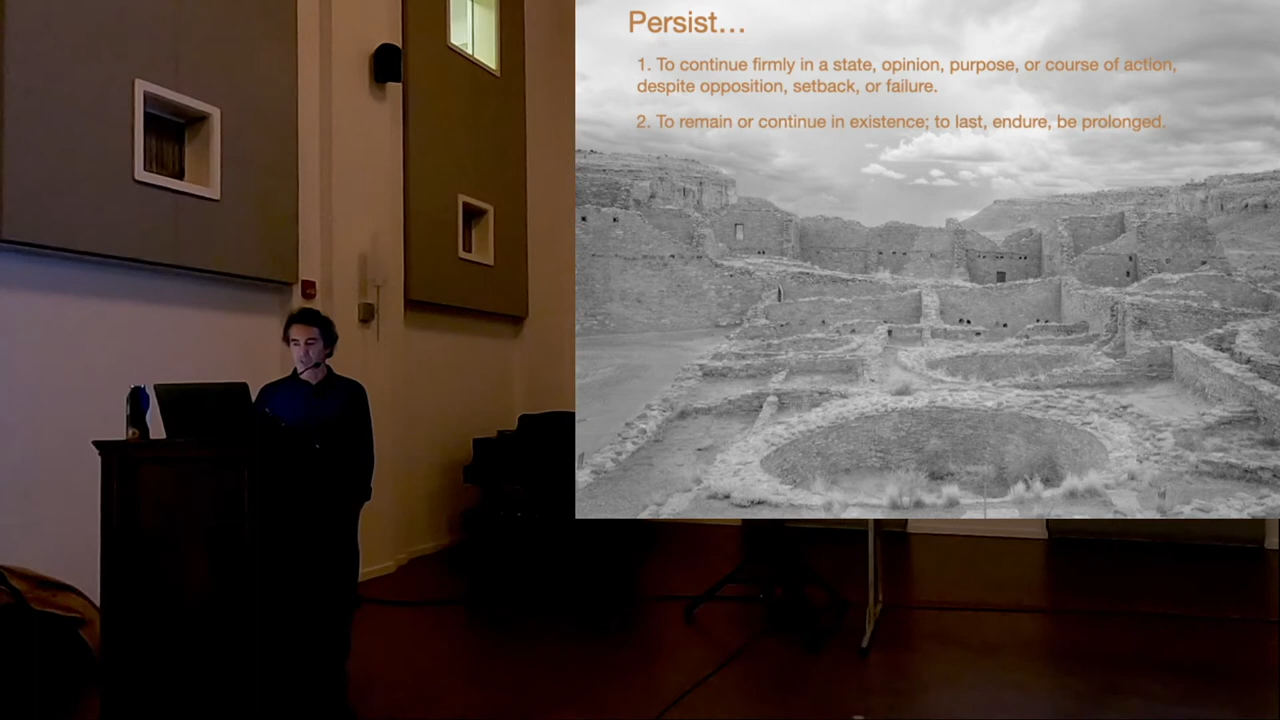 Persist...
1. To continue firmly in a state, opinion, purpose, or course of action,
despite opposition, setback, or failure.
2. To remain or continue in existence; to last, endure, be prolonged.